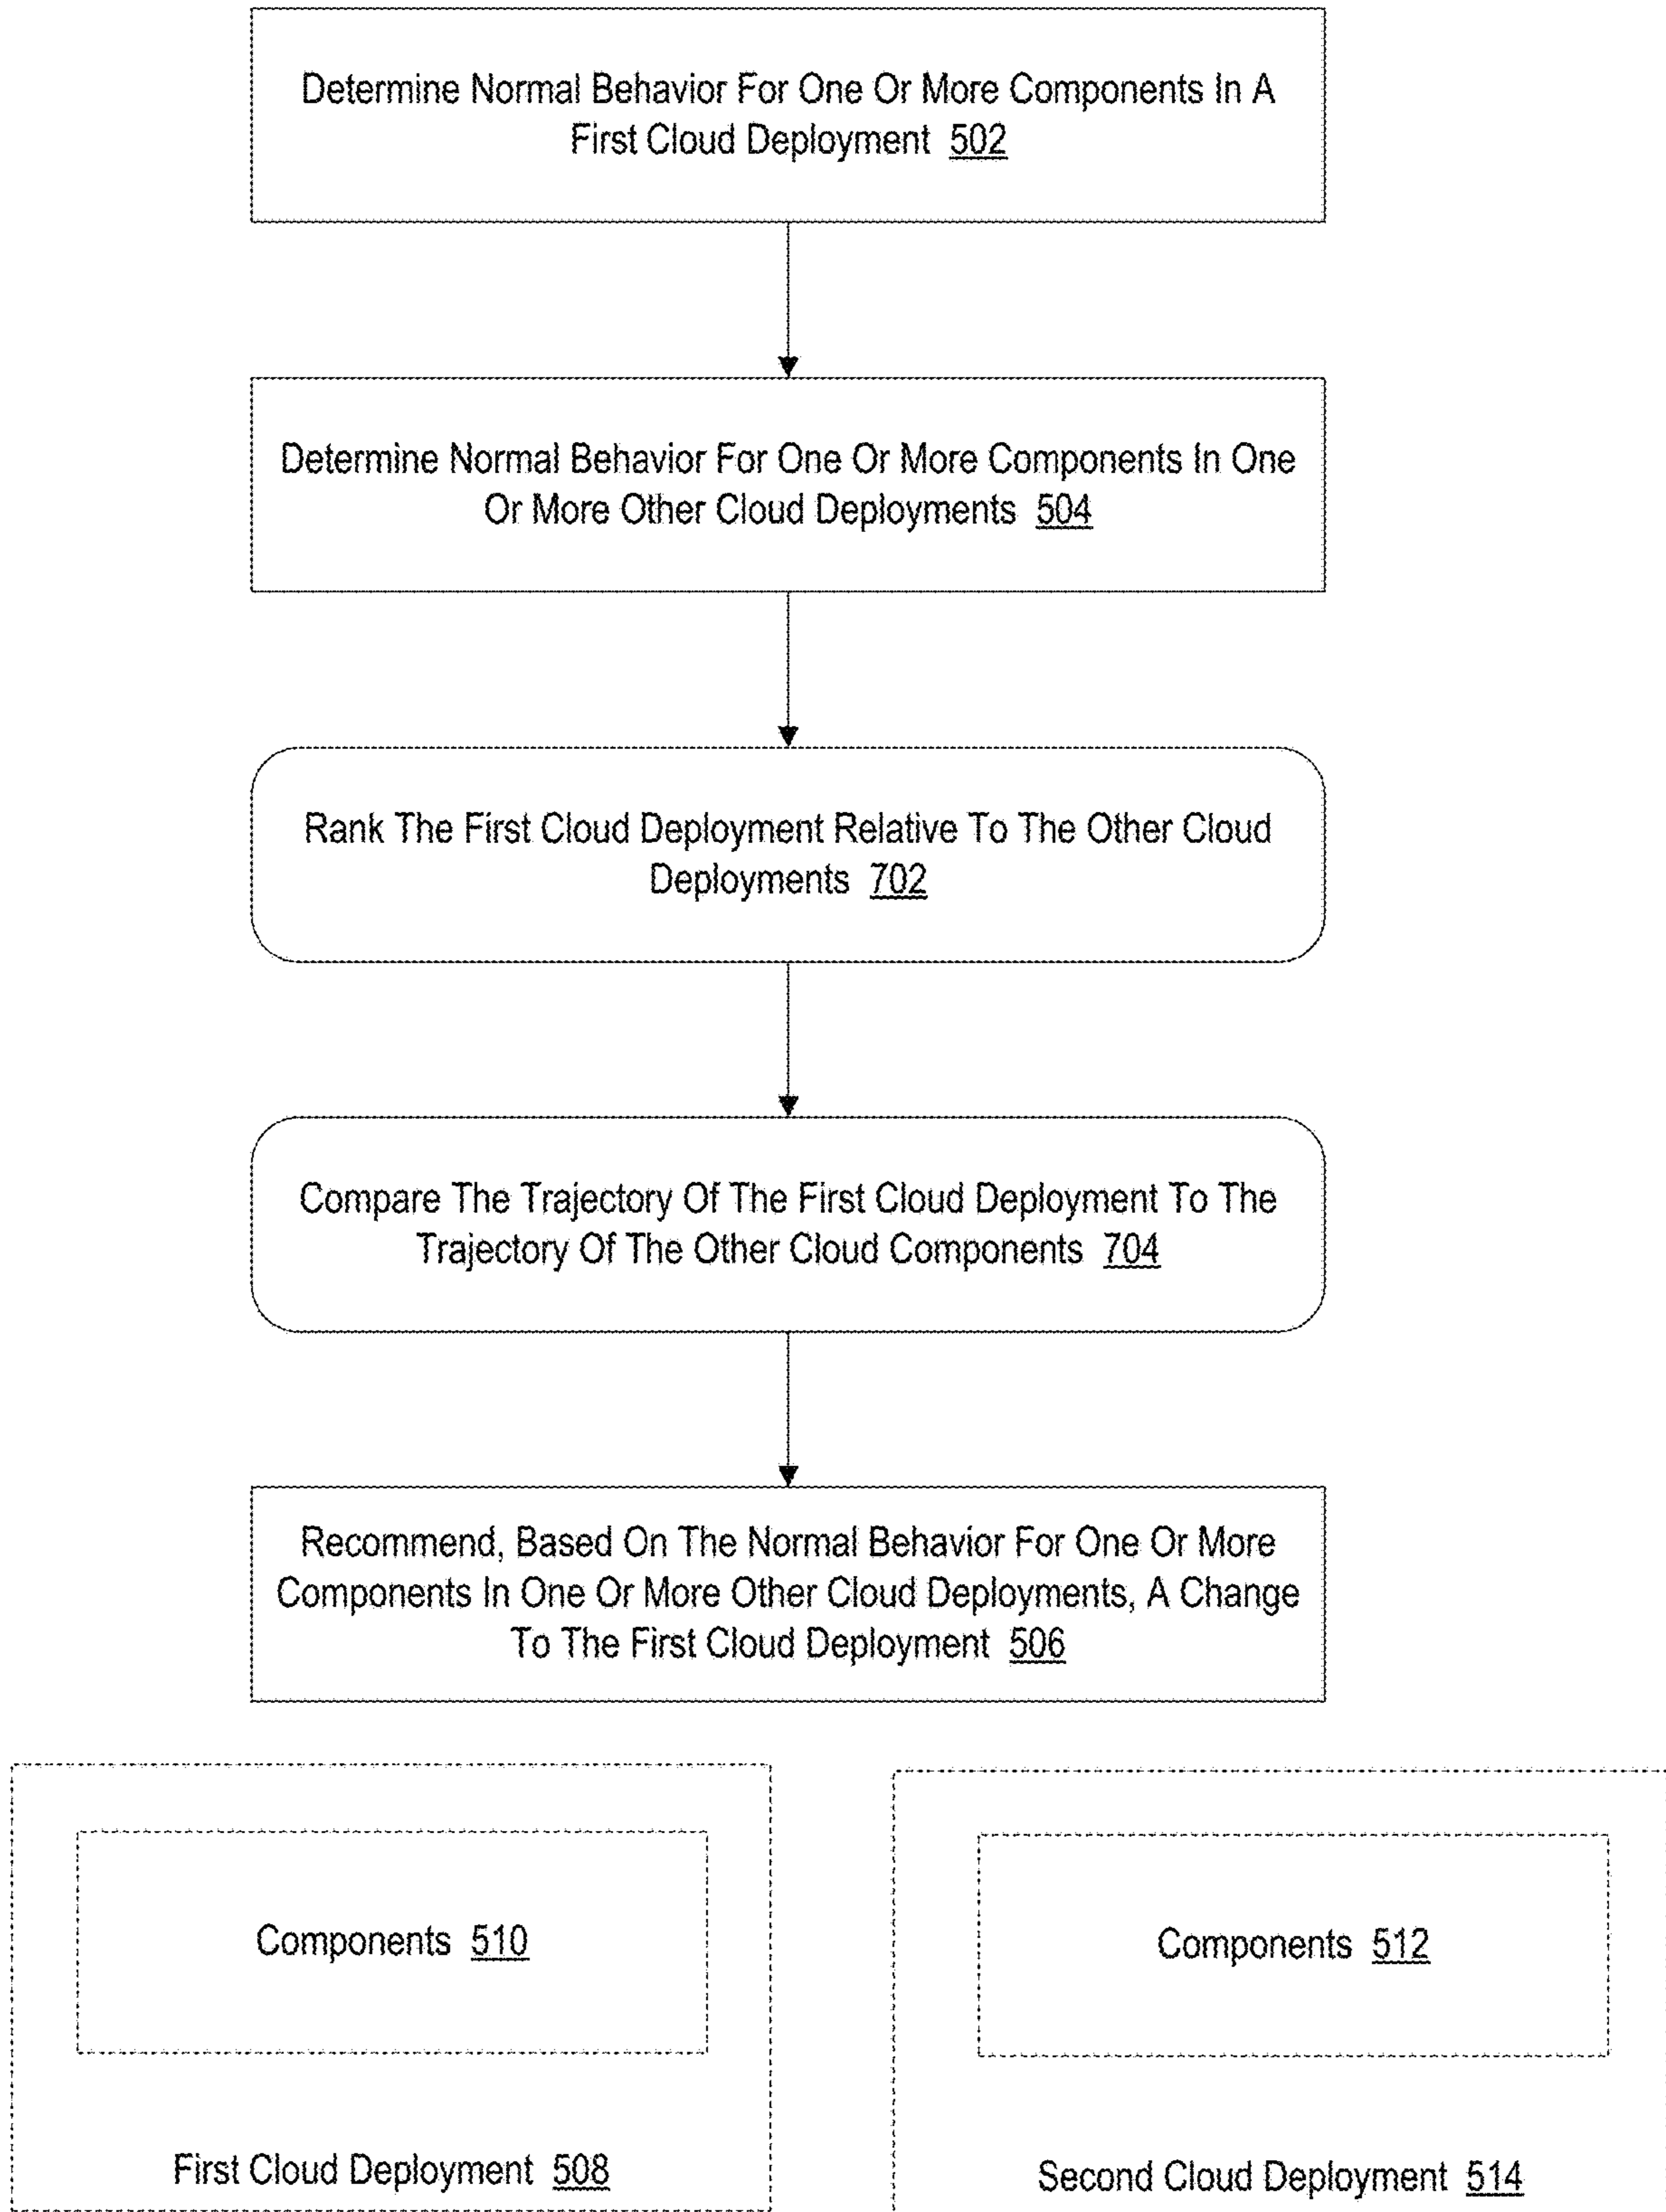 Determine Normal Behavior For One Or More Components In A
First Cloud Deployment 502
Determine Normal Behavior For One Or More Components In One
Or More Other Cloud Deployments 504
Rank The First Cloud Deployment Relative To The Other Cloud
Deployments 702
Compare The Trajectory Of The First Cloud Deployment To The
Trajectory Of The Other Cloud Components 704
Recommend, Based On The Normal Behavior For One Or More
Components In One Or More Other Cloud Deployments, A Change
To The First Cloud Deployment 506
Components 510
First Cloud Deployment 508
Components 512
Second Cloud Deployment 514